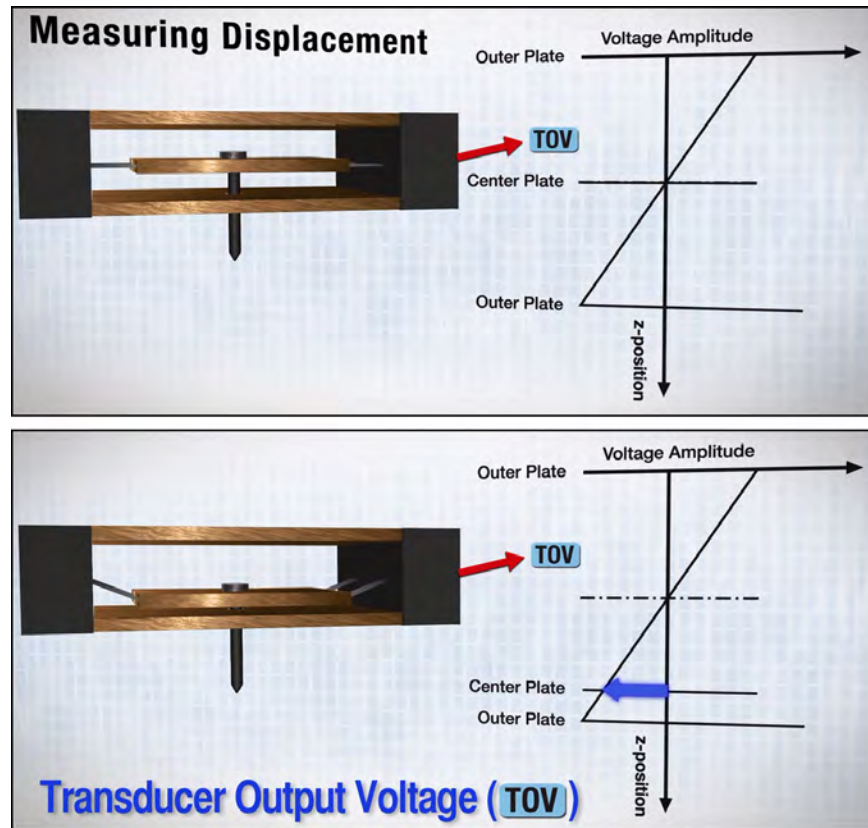 Measuring Displacement
Voltage Amplitude
Outer Plate
TOV
Center Plate
Outer Plate
z-position
Voltage Amplitude
Outer Plate
TOV
Center Plate
Outer Plate
z-position
Transducer Output Voltage (TOV)